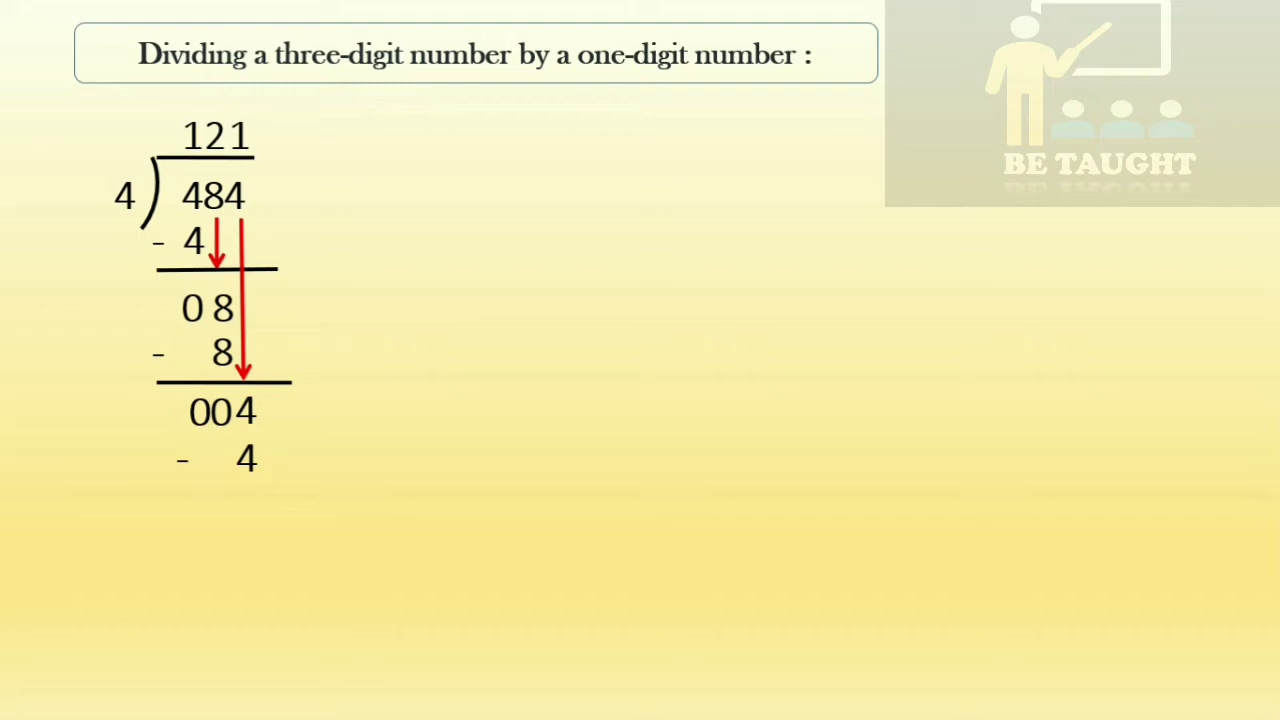 Dividing a three-digit number by a one-digit number :
BE TAUGHT
121
4 ) 484
- 4
0 8
- 8
004
- 4